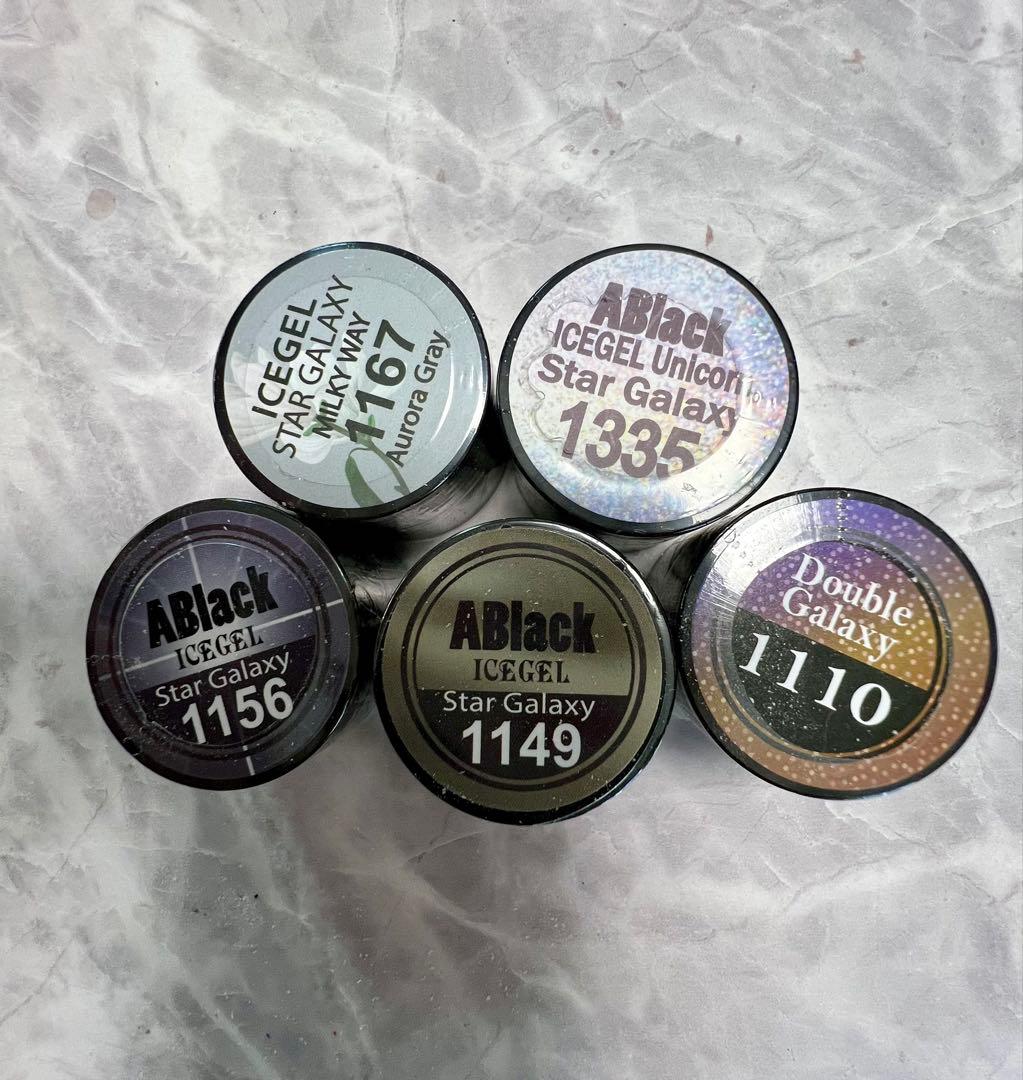 ICEGEL
STAR GALAXY
MILKY WAY
1167
Aurora Gray
ABlack
ICEGEL Unicorn
Star Galaxy
1335
ABlack
ICEGEL
Star Galaxy
1156
ABlack
ICEGEL
Star Galaxy
1149
Double
Galaxy
1110